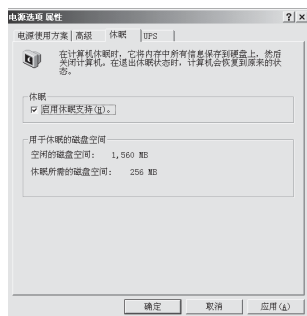 电源选项 属性
电源使用方案 高级 休眠 UPS
在计算机休眠时，它将内存中所有信息保存到硬盘上，然后
关闭计算机。在退出休眠状态时，计算机会恢复到原来的状
态。
休眠
启用休眠支持(H)。
用于休眠的磁盘空间
空闲的磁盘空间: 1,560 MB
休眠所需的磁盘空间: 256 MB
确定 取消 应用(A)